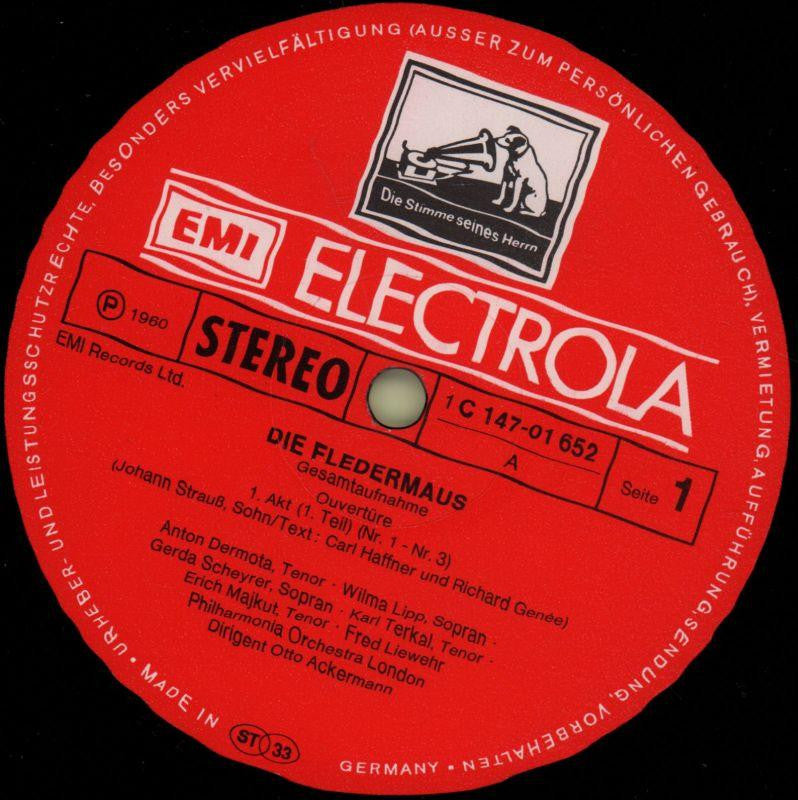 URHEBER- UND LEISTUNGSSCHUTZRECHTE, BESONDERS VERVIELFÄLTIGUNG (AUSSER ZUM PERSÖNLICHEN GEBRAUCH), VERMIETUNG, AUFFÜHRUNG, SENDUNG, VORBEHALTEN •
Die Stimme seines Herrn
EMI
ELECTROLA
Ⓟ 1960
EMI Records Ltd.
STEREO
1 C 147-01 652
A
Seite 1
DIE FLEDERMAUS
Gesamtaufnahme
Ouvertüre
1. Akt (1. Teil) (Nr. 1 - Nr. 3)
(Johann Strauß, Sohn/Text: Carl Haffner und Richard Genée)
Anton Dermota, Tenor · Wilma Lipp, Sopran ·
Gerda Scheyrer, Sopran · Karl Terkal, Tenor ·
Erich Majkut, Tenor · Fred Liewehr
Philharmonia Orchestra London
Dirigent Otto Ackermann
MADE IN
ST 33
GERMANY •